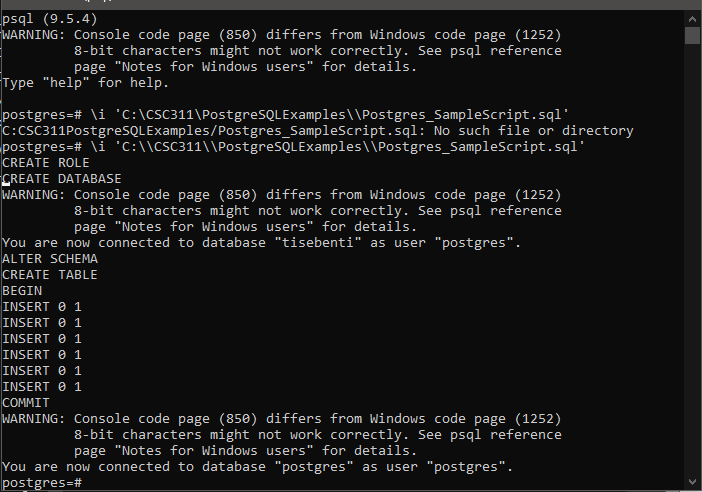 psql (9.5.4)
WARNING: Console code page (850) differs from Windows code page (1252)
         8-bit characters might not work correctly. See psql reference
         page "Notes for Windows users" for details.
Type "help" for help.

postgres=# \i 'C:\CSC311\PostgreSQLExamples\\Postgres_SampleScript.sql'
C:CSC311PostgreSQLExamples/Postgres_SampleScript.sql: No such file or directory
postgres=# \i 'C:\\CSC311\\PostgreSQLExamples\\Postgres_SampleScript.sql'
CREATE ROLE
CREATE DATABASE
WARNING: Console code page (850) differs from Windows code page (1252)
         8-bit characters might not work correctly. See psql reference
         page "Notes for Windows users" for details.
You are now connected to database "tisebenti" as user "postgres".
ALTER SCHEMA
CREATE TABLE
BEGIN
INSERT 0 1
INSERT 0 1
INSERT 0 1
INSERT 0 1
INSERT 0 1
INSERT 0 1
COMMIT
WARNING: Console code page (850) differs from Windows code page (1252)
         8-bit characters might not work correctly. See psql reference
         page "Notes for Windows users" for details.
You are now connected to database "postgres" as user "postgres".
postgres=#